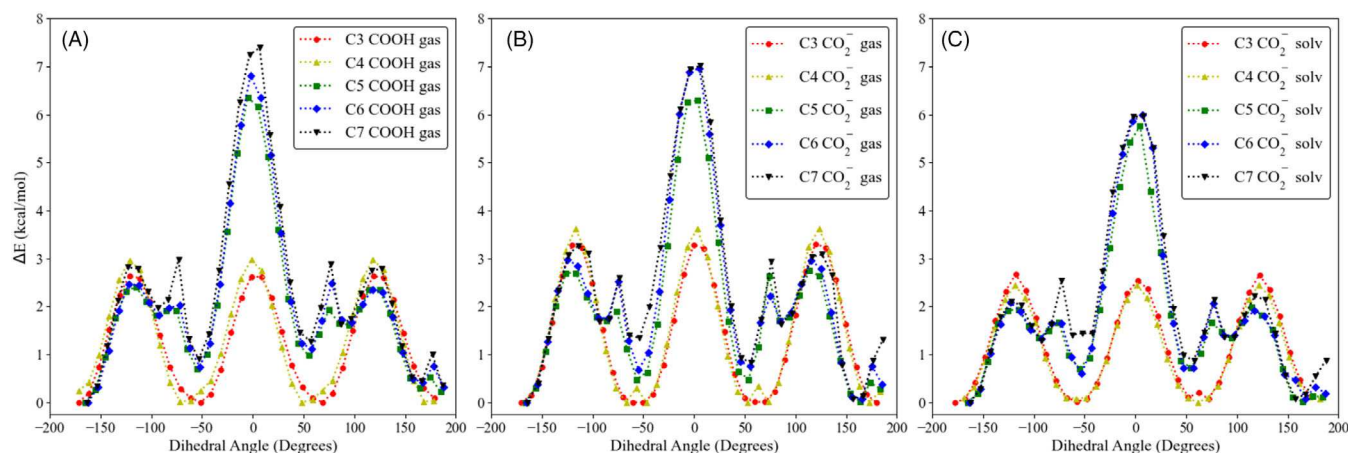 (A)
C3 COOH gas
C4 COOH gas
C5 COOH gas
C6 COOH gas
C7 COOH gas
ΔE (kcal/mol)
8
7
6
5
4
3
2
1
0
−200
−150
−100
−50
0
50
100
150
200
Dihedral Angle (Degrees)
(B)
C3 CO₂⁻ gas
C4 CO₂⁻ gas
C5 CO₂⁻ gas
C6 CO₂⁻ gas
C7 CO₂⁻ gas
8
7
6
5
4
3
2
1
0
−200
−150
−100
−50
0
50
100
150
200
Dihedral Angle (Degrees)
(C)
C3 CO₂⁻ solv
C4 CO₂⁻ solv
C5 CO₂⁻ solv
C6 CO₂⁻ solv
C7 CO₂⁻ solv
8
7
6
5
4
3
2
1
0
−200
−150
−100
−50
0
50
100
150
200
Dihedral Angle (Degrees)